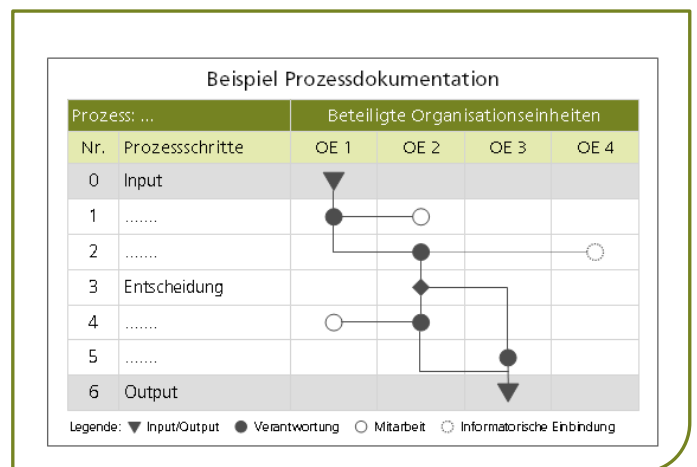 Beispiel Prozessdokumentation
Prozess: ... Beteiligte Organisationseinheiten
Nr. Prozessschritte OE 1 OE 2 OE 3 OE 4
0 Input
1 .......
2 .......
3 Entscheidung
4 .......
5 .......
6 Output
Legende: Input/Output Verantwortung Mitarbeit Informatorische Einbindung